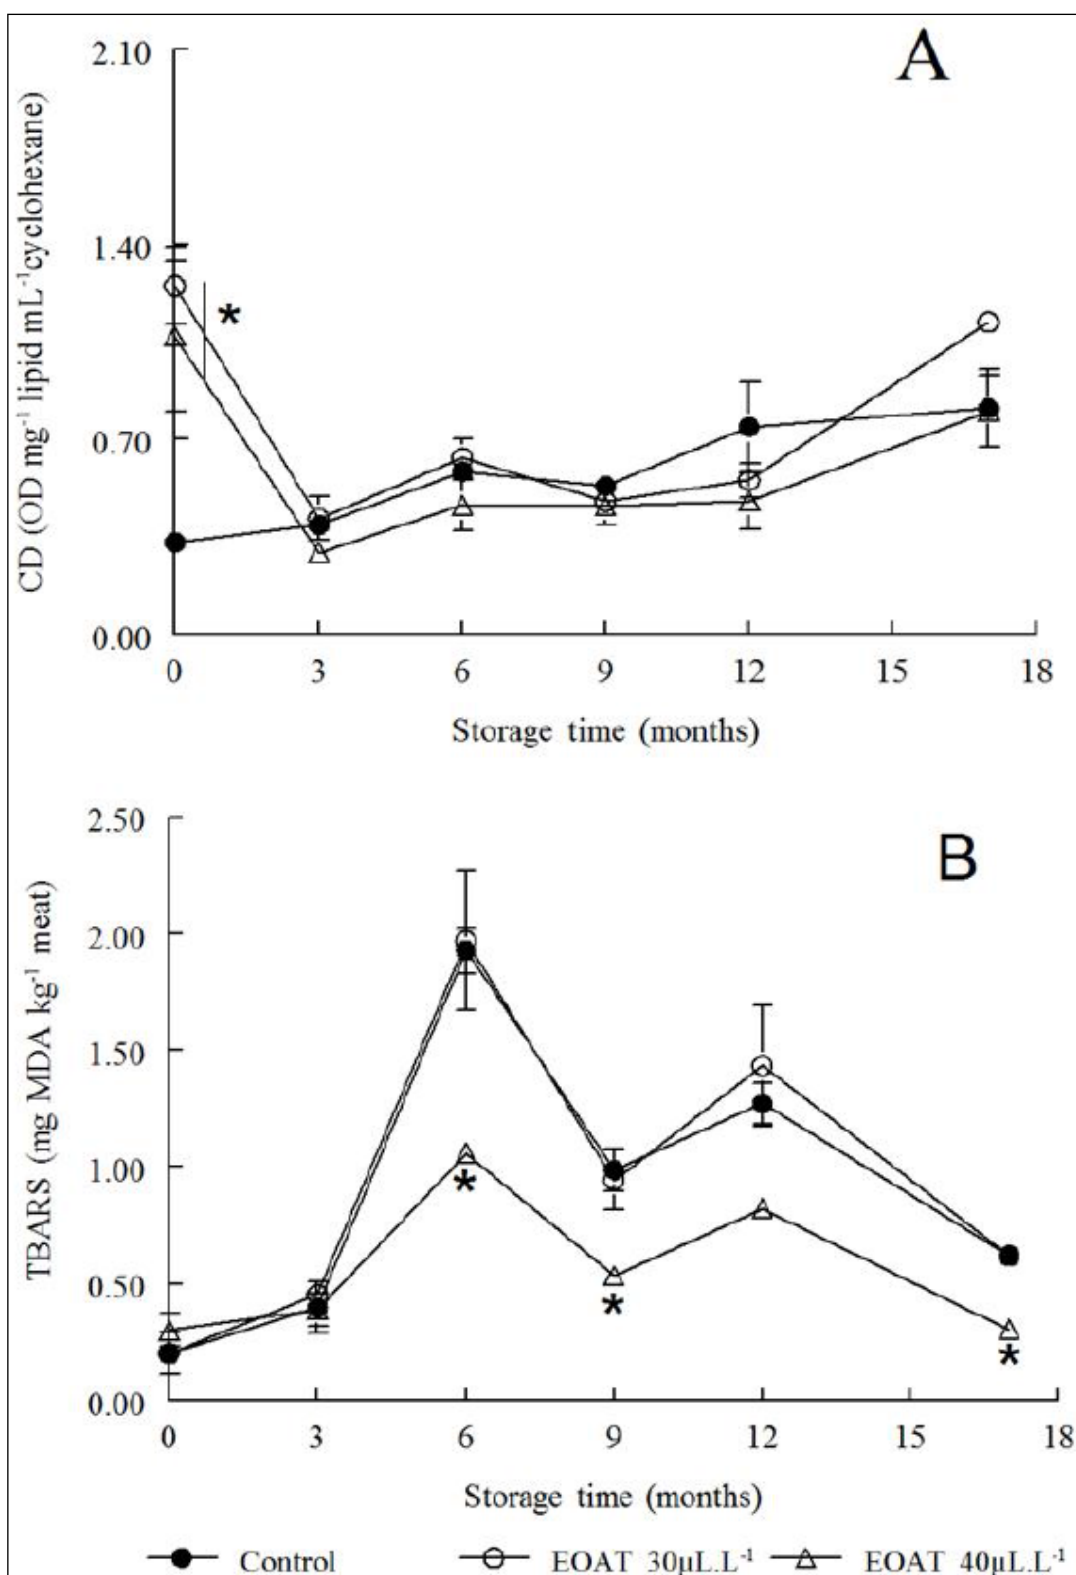 A
2.10
1.40
0.70
0.00
CD (OD mg⁻¹ lipid mL⁻¹cyclohexane)
*
0 3 6 9 12 15 18
Storage time (months)
B
2.50
2.00
1.50
1.00
0.50
0.00
TBARS (mg MDA kg⁻¹ meat)
*
*
*
0 3 6 9 12 15 18
Storage time (months)
Control EOAT 30µL.L⁻¹ EOAT 40µL.L⁻¹